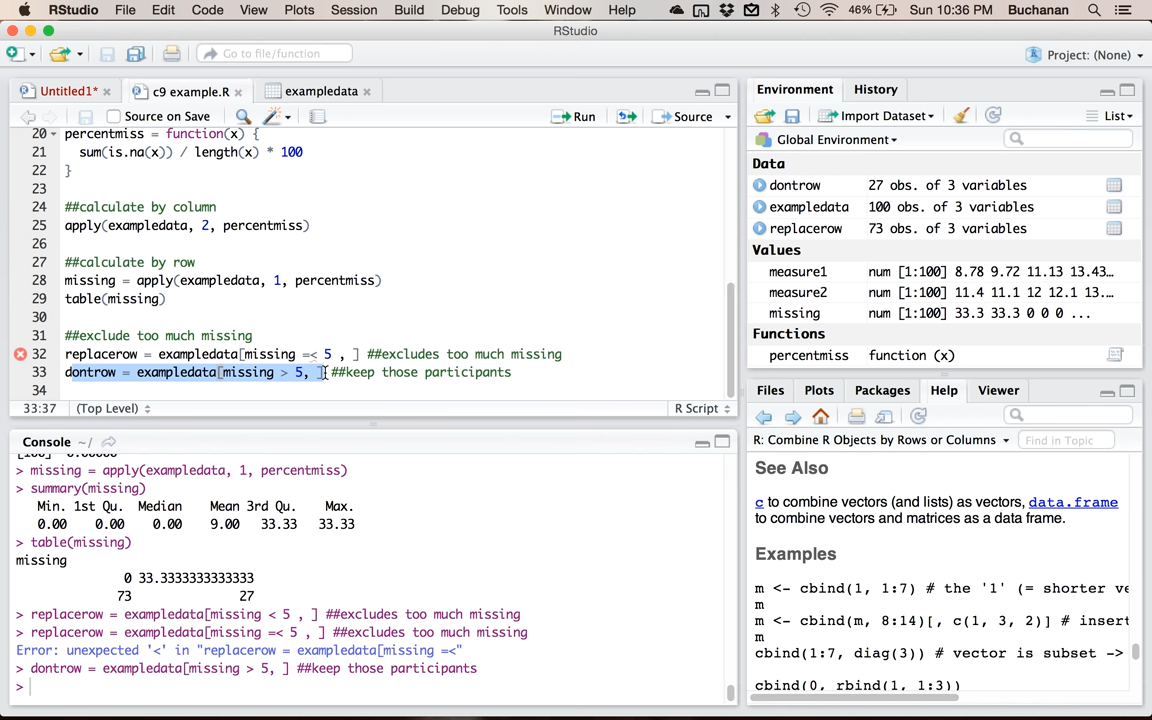 RStudio File Edit Code View Plots Session Build Debug Tools Window Help 46% Sun 10:36 PM Buchanan
RStudio
Go to file/function Project: (None)
Untitled1* c9 example.R exampledata
Source on Save Run Source
20 percentmiss = function(x) {
21 sum(is.na(x)) / length(x) * 100
22 }
23
24 ##calculate by column
25 apply(exampledata, 2, percentmiss)
26
27 ##calculate by row
28 missing = apply(exampledata, 1, percentmiss)
29 table(missing)
30
31 ##exclude too much missing
32 replacerow = exampledata[missing =< 5 , ] ##excludes too much missing
33 dontrow = exampledata[missing > 5, ] ##keep those participants
34
33:37 (Top Level) R Script
Console ~/
[100] 0.00000
> missing = apply(exampledata, 1, percentmiss)
> summary(missing)
Min. 1st Qu. Median Mean 3rd Qu. Max.
0.00 0.00 0.00 9.00 33.33 33.33
> table(missing)
missing
0 33.3333333333333
73 27
> replacerow = exampledata[missing < 5 , ] ##excludes too much missing
> replacerow = exampledata[missing =< 5 , ] ##excludes too much missing
Error: unexpected '<' in "replacerow = exampledata[missing =<"
> dontrow = exampledata[missing > 5, ] ##keep those participants
>
Environment History
Import Dataset List
Global Environment
Data
dontrow 27 obs. of 3 variables
exampledata 100 obs. of 3 variables
replacerow 73 obs. of 3 variables
Values
measure1 num [1:100] 8.78 9.72 11.13 13.43…
measure2 num [1:100] 11.4 11.1 12 12.1 13.…
missing num [1:100] 33.3 33.3 0 0 0 ...
Functions
percentmiss function (x)
Files Plots Packages Help Viewer
R: Combine R Objects by Rows or Columns Find in Topic
See Also
c to combine vectors (and lists) as vectors, data.frame
to combine vectors and matrices as a data frame.
Examples
m <- cbind(1, 1:7) # the '1' (= shorter ve
m
m <- cbind(m, 8:14)[, c(1, 3, 2)] # insert
m
cbind(1:7, diag(3)) # vector is subset ->
cbind(0, rbind(1, 1:3))